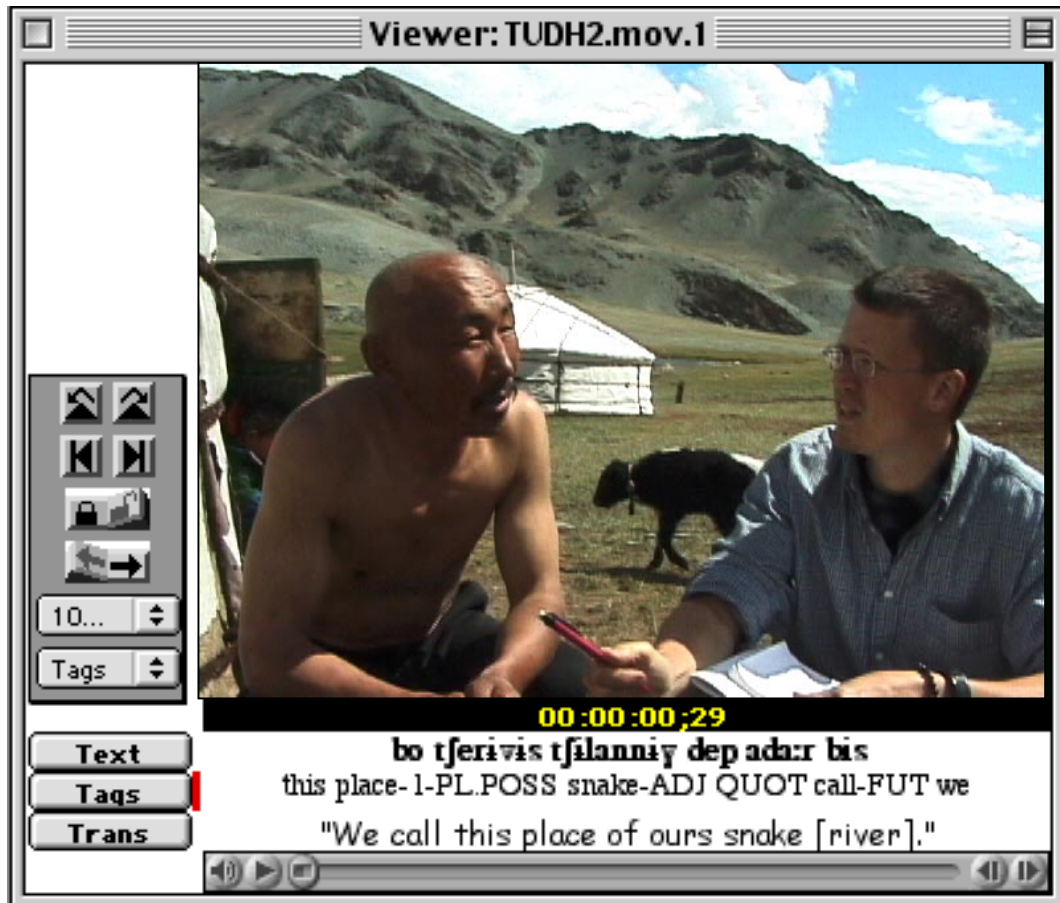 Viewer: TUDH2.mov.1
10...
Tags
00:00:00;29
Text
Tags
Trans
bo tʃerivis tʃɨlannɨɣ dep adaːr bis
this place-1-PL.POSS snake-ADJ QUOT call-FUT we
"We call this place of ours snake [river]."